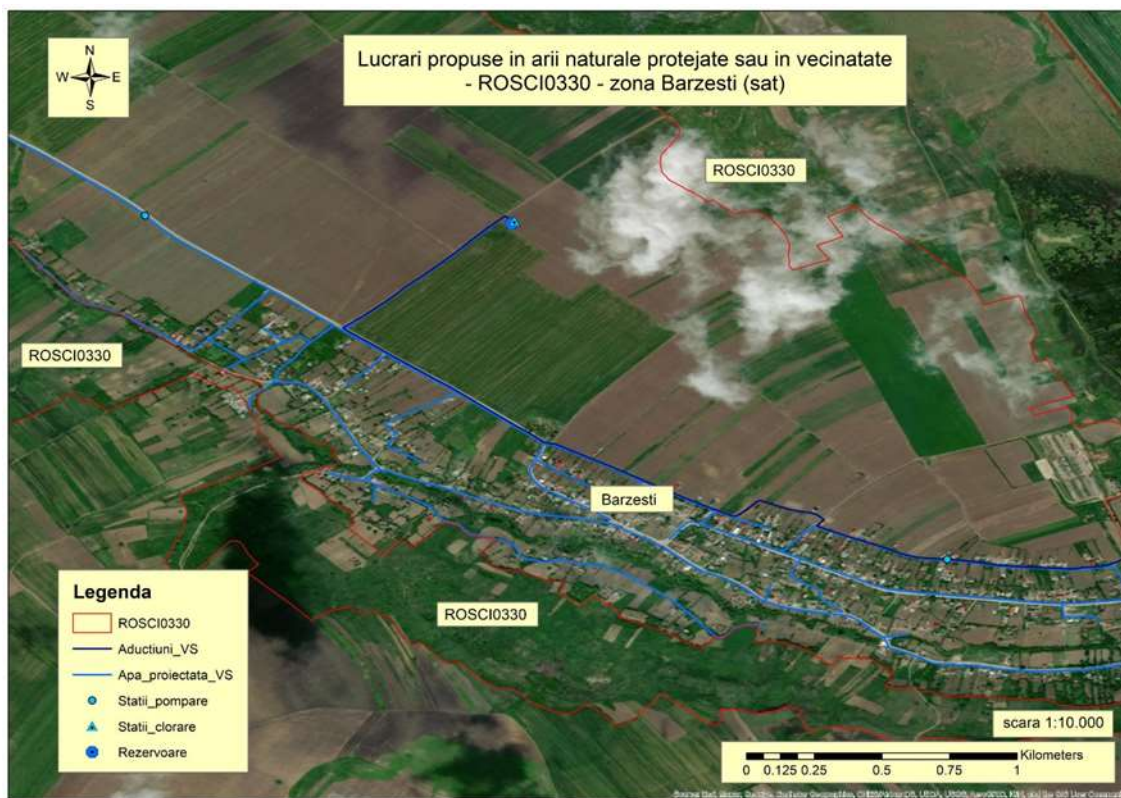 Lucrari propuse in arii naturale protejate sau in vecinatate
- ROSCI0330 - zona Barzesti (sat)
N
W E
S
ROSCI0330
ROSCI0330
Barzesti
ROSCI0330
Legenda
ROSCI0330
Aductiuni_VS
Apa_proiectata_VS
Statii_pompare
Statii_clorare
Rezervoare
scara 1:10.000
Kilometers
0 0.125 0.25 0.5 0.75 1